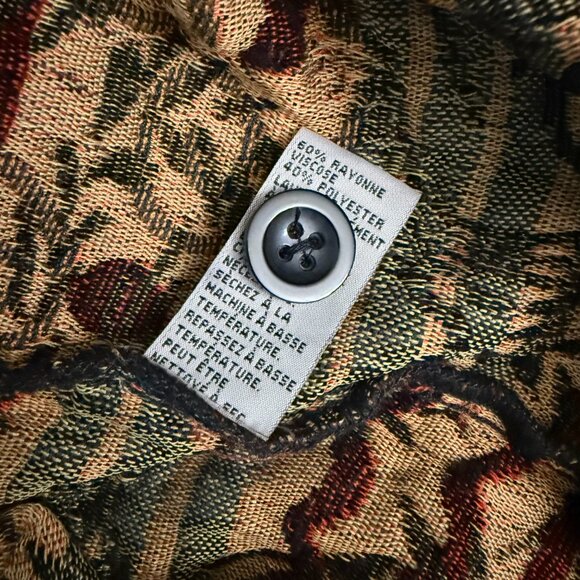 60% RAYONNE
VISCOSE
40% POLYESTER
SÉCHEZ À LA
MACHINE À BASSE
TEMPÉRATURE.
REPASSEZ À BASSE
TEMPÉRATURE.
PEUT ÊTRE
NETTOYÉ À SEC